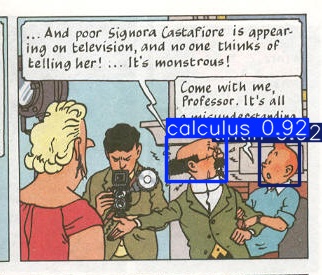 ... And poor Signora Castafiore is appear-
ing on television, and no one thinks of
telling her! ... It's monstrous!
Come with me,
Professor. It's all
a misunderstanding
calculus 0.92